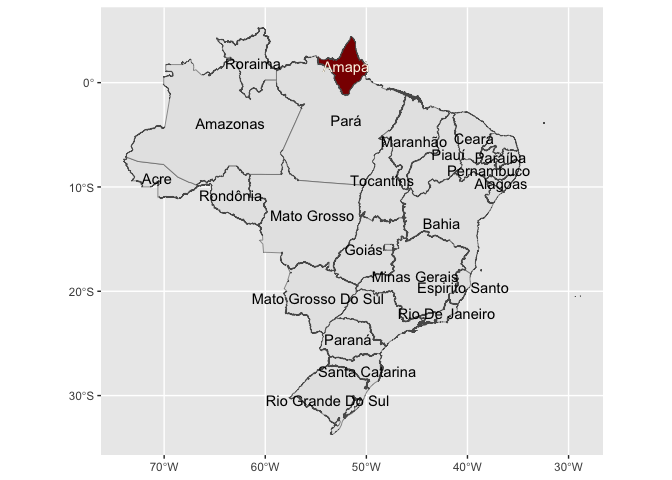 Roraima
Amapá
0°
Amazonas
Pará
Maranhão
Ceará
Piauí
Paraíba
Pernambuco
Acre
Tocantins
Alagoas
10°S
Rondônia
Mato Grosso
Bahia
Goiás
Minas Gerais
Espirito Santo
20°S
Mato Grosso Do Sul
Rio De Janeiro
Paraná
Santa Catarina
30°S
Rio Grande Do Sul
70°W
60°W
50°W
40°W
30°W